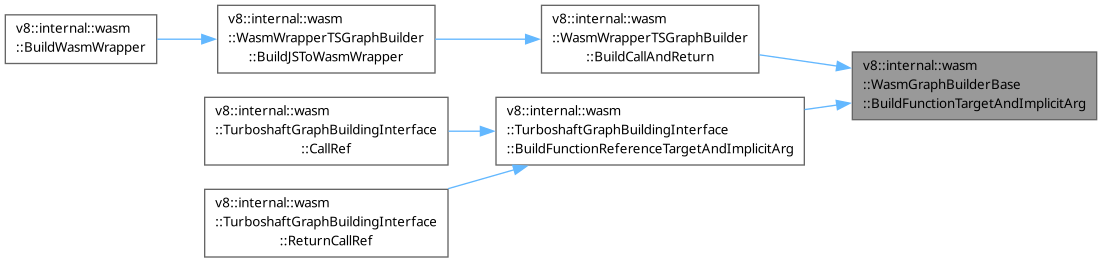 v8::internal::wasm
::BuildWasmWrapper
v8::internal::wasm
::WasmWrapperTSGraphBuilder
::BuildJSToWasmWrapper
v8::internal::wasm
::WasmWrapperTSGraphBuilder
::BuildCallAndReturn
v8::internal::wasm
::WasmGraphBuilderBase
::BuildFunctionTargetAndImplicitArg
v8::internal::wasm
::TurboshaftGraphBuildingInterface
::CallRef
v8::internal::wasm
::TurboshaftGraphBuildingInterface
::BuildFunctionReferenceTargetAndImplicitArg
v8::internal::wasm
::TurboshaftGraphBuildingInterface
::ReturnCallRef